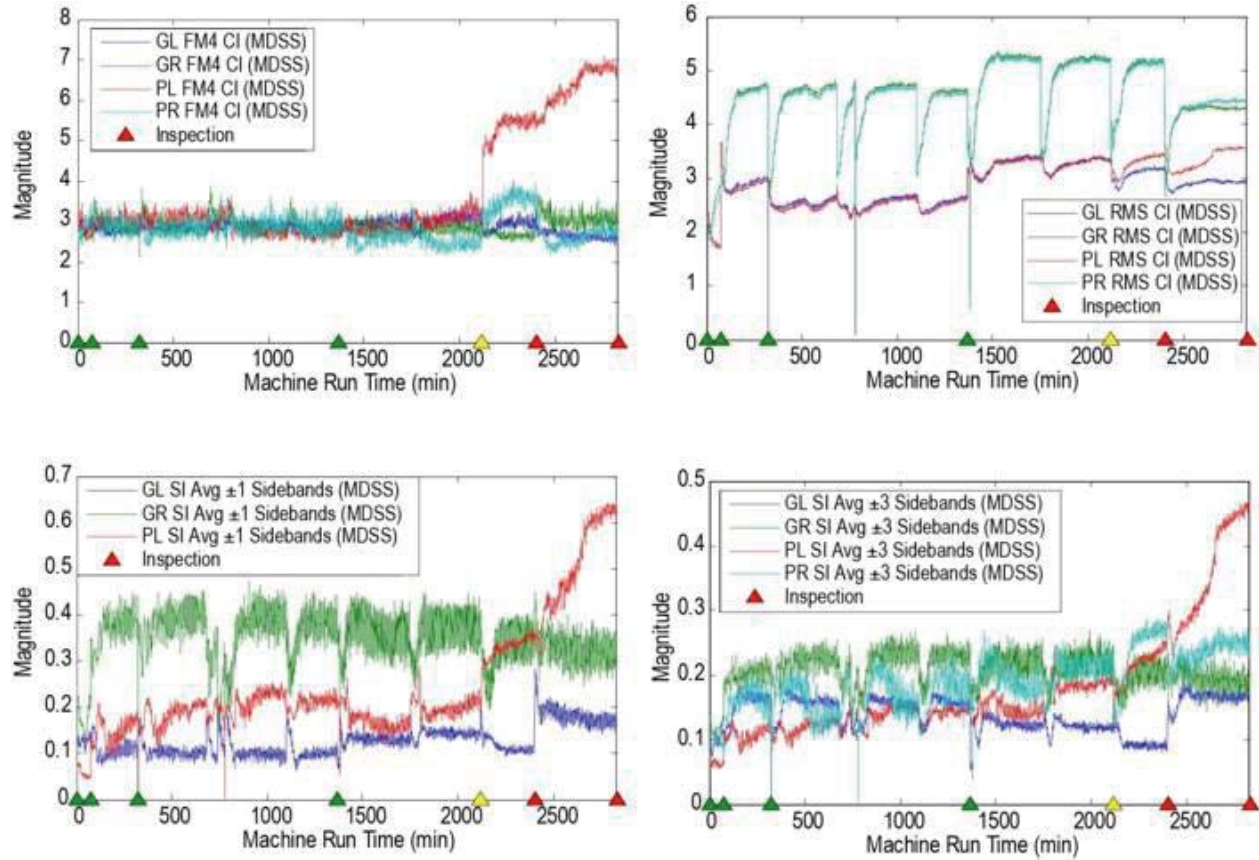 8
7
6
5
4
3
2
1
0
Magnitude
GL FM4 CI (MDSS)
GR FM4 CI (MDSS)
PL FM4 CI (MDSS)
PR FM4 CI (MDSS)
Inspection
0 500 1000 1500 2000 2500
Machine Run Time (min)
6
5
4
3
2
1
0
Magnitude
GL RMS CI (MDSS)
GR RMS CI (MDSS)
PL RMS CI (MDSS)
PR RMS CI (MDSS)
Inspection
0 500 1000 1500 2000 2500
Machine Run Time (min)
0.7
0.6
0.5
0.4
0.3
0.2
0.1
0
Magnitude
GL SI Avg ±1 Sidebands (MDSS)
GR SI Avg ±1 Sidebands (MDSS)
PL SI Avg ±1 Sidebands (MDSS)
Inspection
0 500 1000 1500 2000 2500
Machine Run Time (min)
0.5
0.4
0.3
0.2
0.1
0
Magnitude
GL SI Avg ±3 Sidebands (MDSS)
GR SI Avg ±3 Sidebands (MDSS)
PL SI Avg ±3 Sidebands (MDSS)
PR SI Avg ±3 Sidebands (MDSS)
Inspection
0 500 1000 1500 2000 2500
Machine Run Time (min)